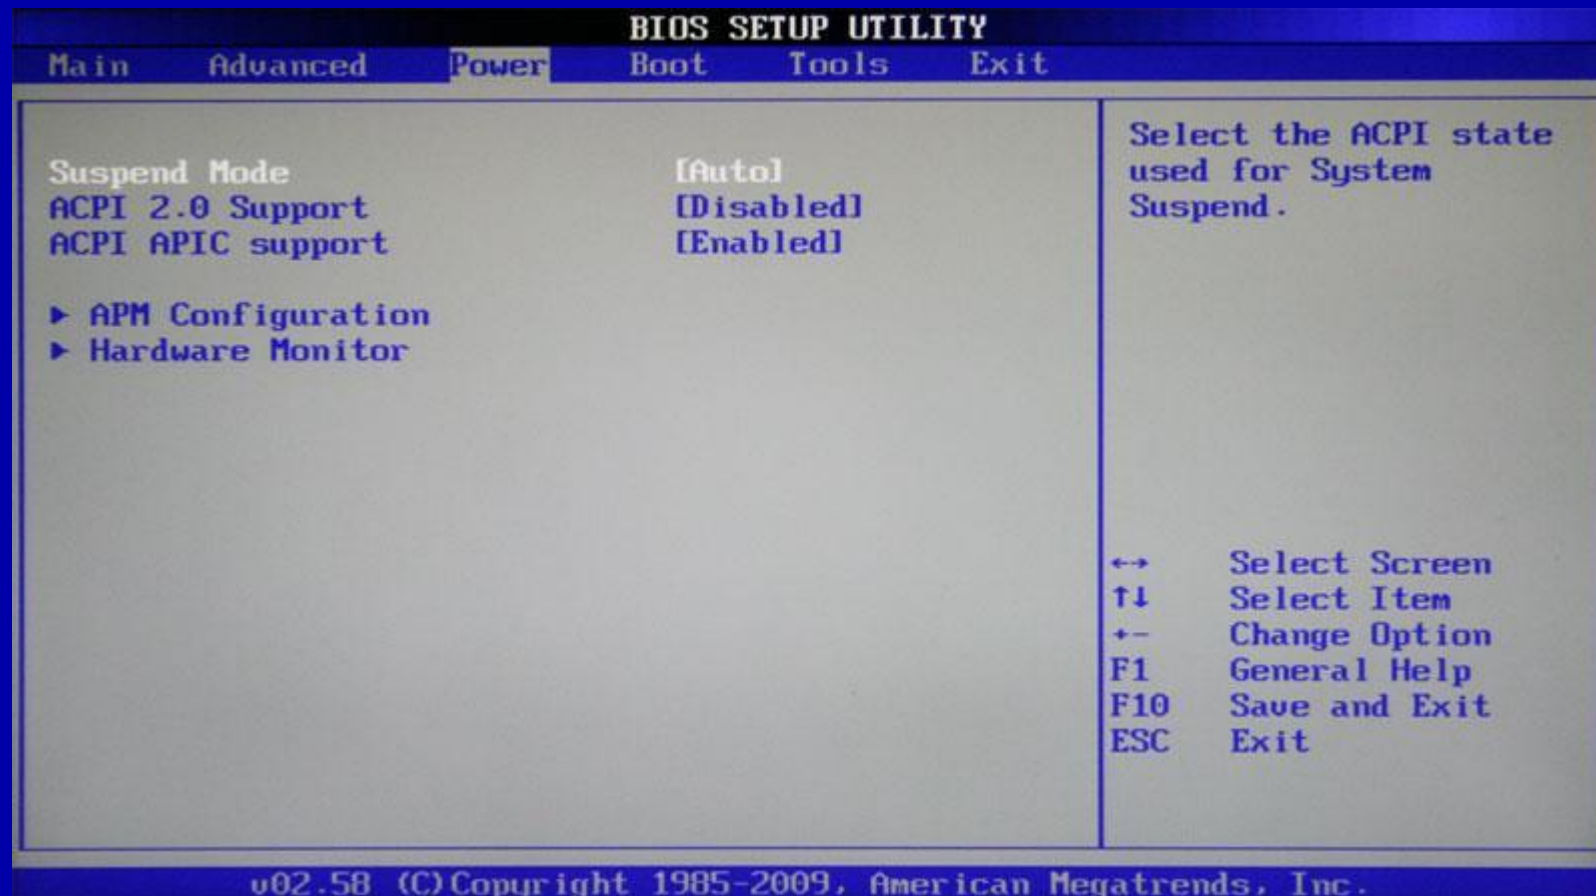 BIOS SETUP UTILITY
Main Advanced Power Boot Tools Exit
Suspend Mode [Auto]
ACPI 2.0 Support [Disabled]
ACPI APIC support [Enabled]
► APM Configuration
► Hardware Monitor
Select the ACPI state
used for System
Suspend.
←→ Select Screen
↑↓ Select Item
+- Change Option
F1 General Help
F10 Save and Exit
ESC Exit
v02.58 (C)Copyright 1985-2009, American Megatrends, Inc.